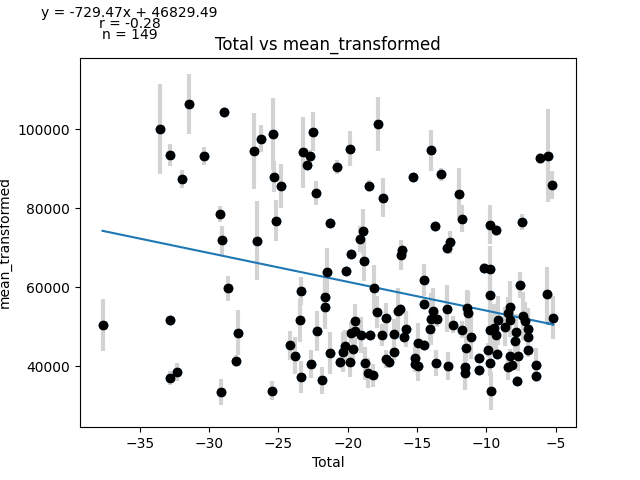 y = -729.47x + 46829.49
r = -0.28
n = 149
Total vs mean_transformed
mean_transformed
100000
80000
60000
40000
−35
−30
−25
−20
−15
−10
−5
Total